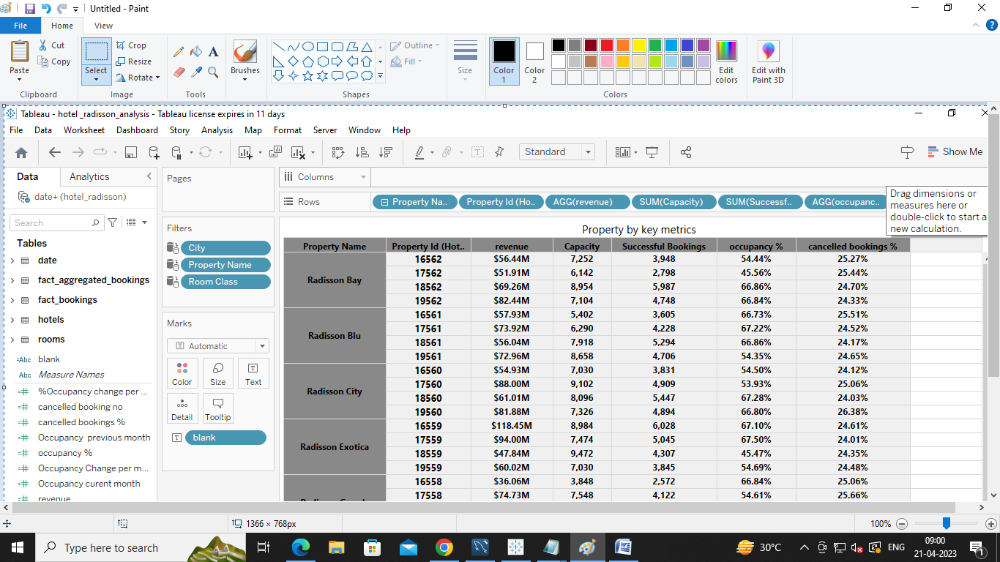 Untitled - Paint
File Home View
Paste
Cut
Copy
Clipboard
Select
Crop
Resize
Rotate
Image
A
Tools
Brushes
Shapes
Outline
Fill
Size
Color 1
Color 2
Edit colors
Colors
Edit with Paint 3D
Tableau - hotel _radisson_analysis - Tableau license expires in 11 days
File Data Worksheet Dashboard Story Analysis Map Format Server Window Help
Standard
Show Me
Data Analytics
date+ (hotel_radisson)
Search
Tables
date
fact_aggregated_bookings
fact_bookings
hotels
rooms
Abc blank
Abc Measure Names
%Occupancy change per ...
cancelled booking no
cancelled bookings %
Occupancy previous month
occupancy %
Occupancy Change per m...
Occupancy curent month
revenue
Pages
Filters
City
Property Name
Room Class
Marks
Automatic
Color Size Text
Detail Tooltip
blank
Columns
Rows Property Na.. Property Id (Ho.. AGG(revenue) SUM(Capacity) SUM(Successf.. AGG(occupanc..
Drag dimensions or
measures here or
double-click to start a
new calculation.
Property by key metrics
Property Name Property Id (Hot.. revenue Capacity Successful Bookings occupancy % cancelled bookings %
Radisson Bay
16562 $56.44M 7,252 3,948 54.44% 25.27%
17562 $51.91M 6,142 2,798 45.56% 25.44%
18562 $69.26M 8,954 5,987 66.86% 24.70%
19562 $82.44M 7,104 4,748 66.84% 24.33%
Radisson Blu
16561 $57.93M 5,402 3,605 66.73% 25.51%
17561 $73.92M 6,290 4,228 67.22% 24.52%
18561 $56.04M 7,918 5,294 66.86% 24.17%
19561 $72.96M 8,658 4,706 54.35% 24.65%
Radisson City
16560 $54.93M 7,030 3,831 54.50% 24.12%
17560 $88.00M 9,102 4,909 53.93% 25.06%
18560 $61.01M 8,096 5,447 67.28% 24.03%
19560 $81.88M 7,326 4,894 66.80% 26.38%
Radisson Exotica
16559 $118.45M 8,984 6,028 67.10% 24.61%
17559 $94.00M 7,474 5,045 67.50% 24.01%
18559 $47.84M 9,472 4,307 45.47% 24.35%
19559 $60.02M 7,030 3,845 54.69% 24.48%
16558 $36.06M 3,848 2,572 66.84% 25.06%
17558 $74.73M 7,548 4,122 54.61% 25.66%
1366 × 768px
100%
Type here to search
30°C
ENG
09:00
21-04-2023
1